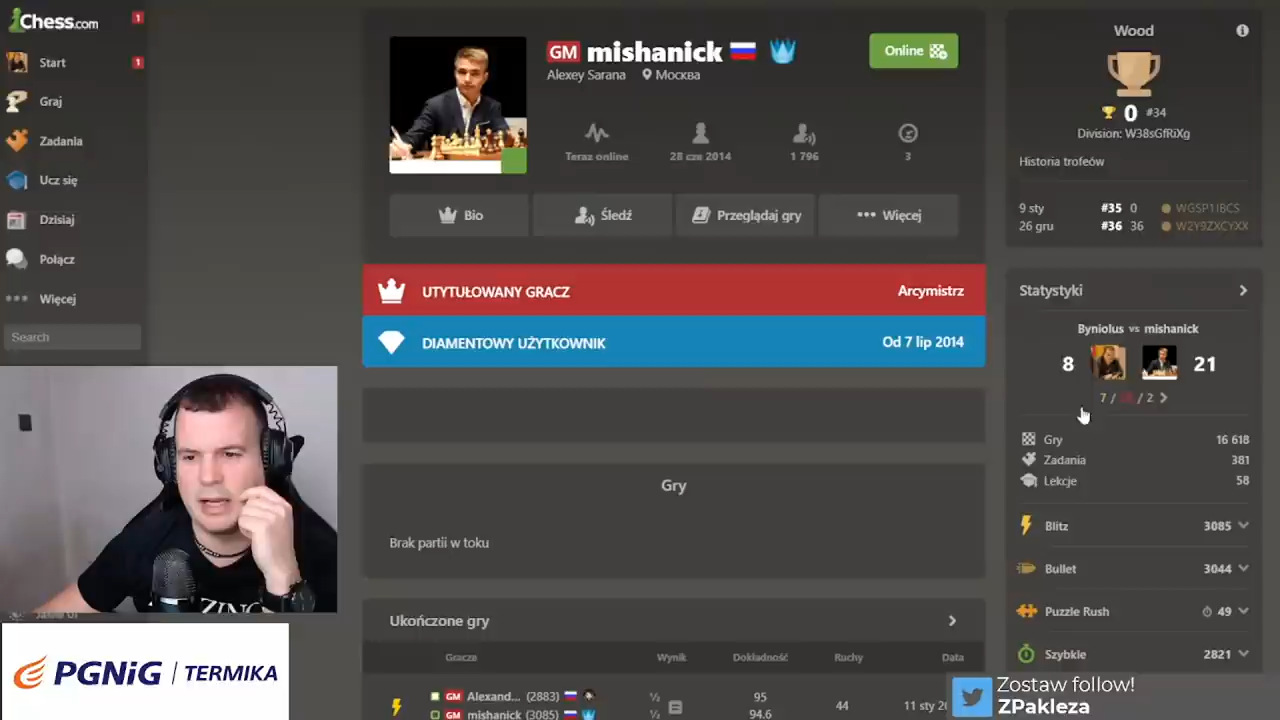 Chess.com
1
Start
1
Graj
Zadania
Ucz się
Dzisiaj
Połącz
Więcej
Search
GM mishanick
Alexey Sarana Москва
Online
Teraz online
28 cze 2014
1 796
3
Bio
Śledź
Przeglądaj gry
Więcej
UTYTUŁOWANY GRACZ Arcymistrz
DIAMENTOWY UŻYTKOWNIK Od 7 lip 2014
Gry
Brak partii w toku
Ukończone gry
Gracze Wynik Dokładność Ruchy Data
GM Alexand... (2883) ½ 95
GM mishanick (3085) ½ 94.6
44
11 sty
Wood
0 #34
Division: W38sGfRiXg
Historia trofeów
9 sty #35 0 WGSP1IBCS
26 gru #36 36 W2Y9ZXCYXX
Statystyki
Byniolus vs mishanick
8 21
7 / / 2
Gry 16 618
Zadania 381
Lekcje 58
Blitz 3085
Bullet 3044
Puzzle Rush 49
Szybkie 2821
PGNiG | TERMIKA
Zostaw follow!
ZPakleza